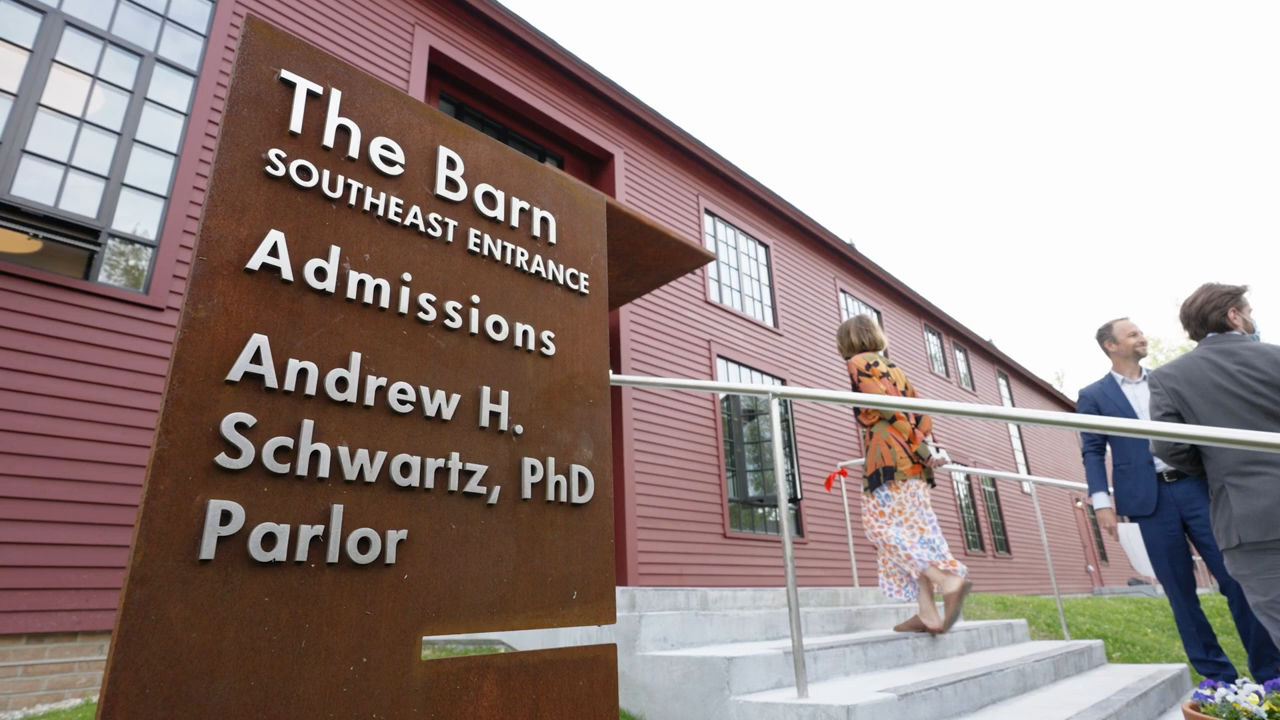 The Barn
SOUTHEAST ENTRANCE
Admissions
Andrew H.
Schwartz, PhD
Parlor